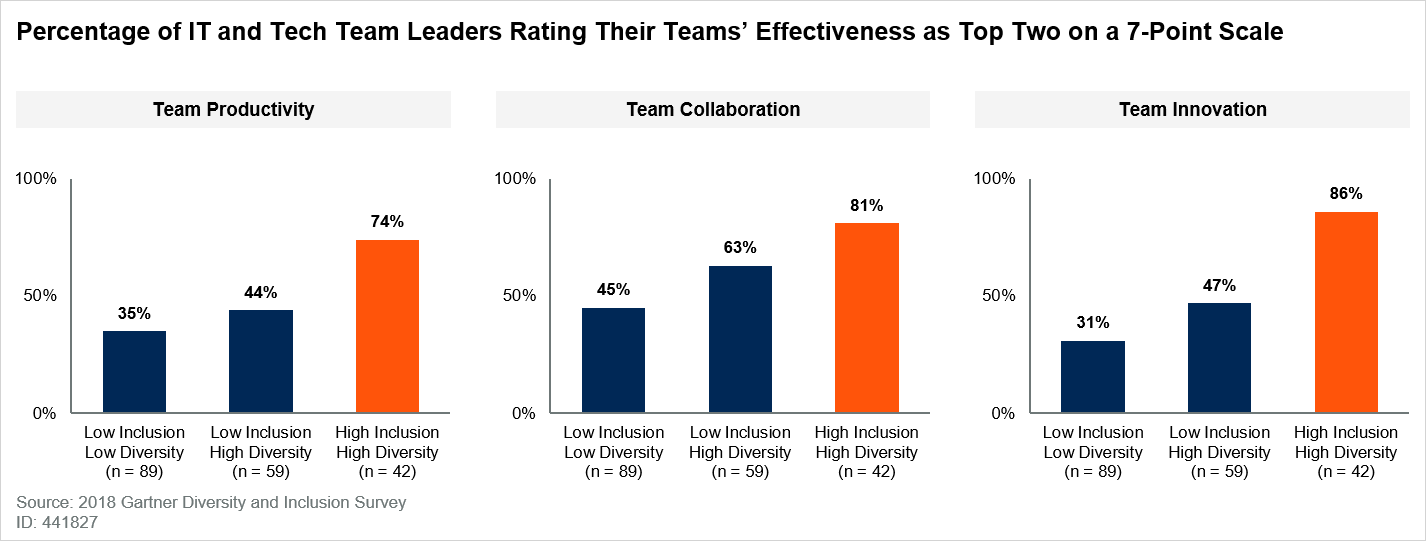 Percentage of IT and Tech Team Leaders Rating Their Teams’ Effectiveness as Top Two on a 7-Point Scale
Team Productivity
100%
50%
0%
35%
44%
74%
Low Inclusion
Low Diversity
(n = 89)
Low Inclusion
High Diversity
(n = 59)
High Inclusion
High Diversity
(n = 42)
Team Collaboration
100%
50%
0%
45%
63%
81%
Low Inclusion
Low Diversity
(n = 89)
Low Inclusion
High Diversity
(n = 59)
High Inclusion
High Diversity
(n = 42)
Team Innovation
100%
50%
0%
31%
47%
86%
Low Inclusion
Low Diversity
(n = 89)
Low Inclusion
High Diversity
(n = 59)
High Inclusion
High Diversity
(n = 42)
Source: 2018 Gartner Diversity and Inclusion Survey
ID: 441827